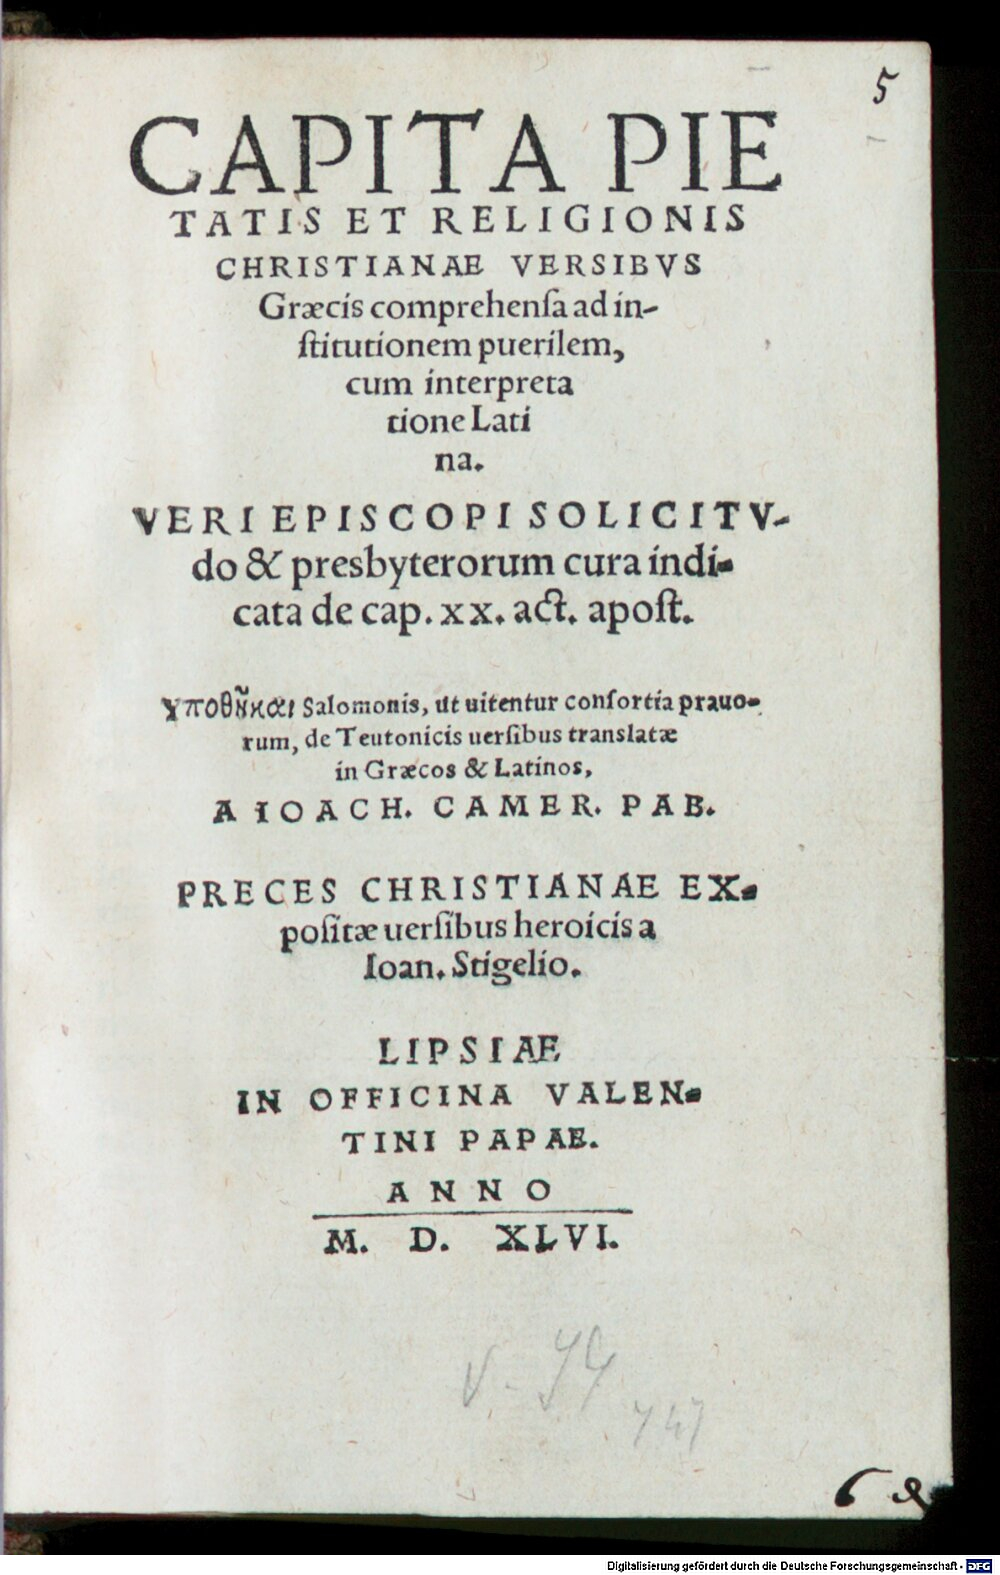 5
CAPITA PIE
TATIS ET RELIGIONIS
CHRISTIANAE VERSIBVS
Græcis comprehenſa ad in-
ſtitutionem puerilem,
cum interpreta
tione Lati
na.
VERI EPISCOPI SOLICITV-
do & presbyterorum cura indi-
cata de cap. xx. act. apoſt.
ὑποθῆκαι Salomonis, ut uitentur conſortia prauo-
rum, de Teutonicis uerſibus translatæ
in Græcos & Latinos,
A IOACH. CAMER. PAB.
PRECES CHRISTIANAE EX-
poſitæ uerſibus heroicis a
Ioan. Stigelio.
LIPSIAE
IN OFFICINA VALEN-
TINI PAPAE.
ANNO
M. D. XLVI.
747
6
Digitalisierung gefördert durch die Deutsche Forschungsgemeinschaft - DFG